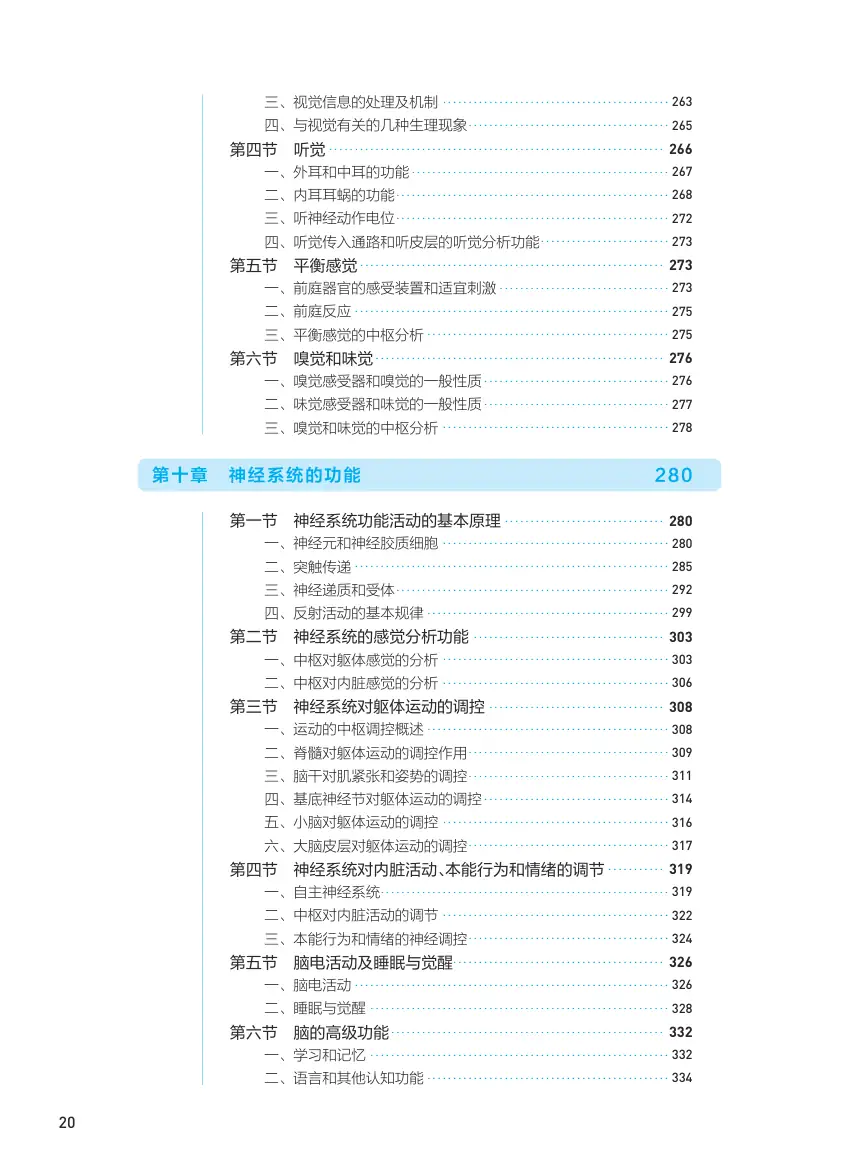 三、视觉信息的处理及机制 263
四、与视觉有关的几种生理现象 265
第四节 听觉 266
一、外耳和中耳的功能 267
二、内耳耳蜗的功能 268
三、听神经动作电位 272
四、听觉传入通路和听皮层的听觉分析功能 273
第五节 平衡感觉 273
一、前庭器官的感受装置和适宜刺激 273
二、前庭反应 275
三、平衡感觉的中枢分析 275
第六节 嗅觉和味觉 276
一、嗅觉感受器和嗅觉的一般性质 276
二、味觉感受器和味觉的一般性质 277
三、嗅觉和味觉的中枢分析 278
第十章 神经系统的功能 280
第一节 神经系统功能活动的基本原理 280
一、神经元和神经胶质细胞 280
二、突触传递 285
三、神经递质和受体 292
四、反射活动的基本规律 299
第二节 神经系统的感觉分析功能 303
一、中枢对躯体感觉的分析 303
二、中枢对内脏感觉的分析 306
第三节 神经系统对躯体运动的调控 308
一、运动的中枢调控概述 308
二、脊髓对躯体运动的调控作用 309
三、脑干对肌紧张和姿势的调控 311
四、基底神经节对躯体运动的调控 314
五、小脑对躯体运动的调控 316
六、大脑皮层对躯体运动的调控 317
第四节 神经系统对内脏活动、本能行为和情绪的调节 319
一、自主神经系统 319
二、中枢对内脏活动的调节 322
三、本能行为和情绪的神经调控 324
第五节 脑电活动及睡眠与觉醒 326
一、脑电活动 326
二、睡眠与觉醒 328
第六节 脑的高级功能 332
一、学习和记忆 332
二、语言和其他认知功能 334
20